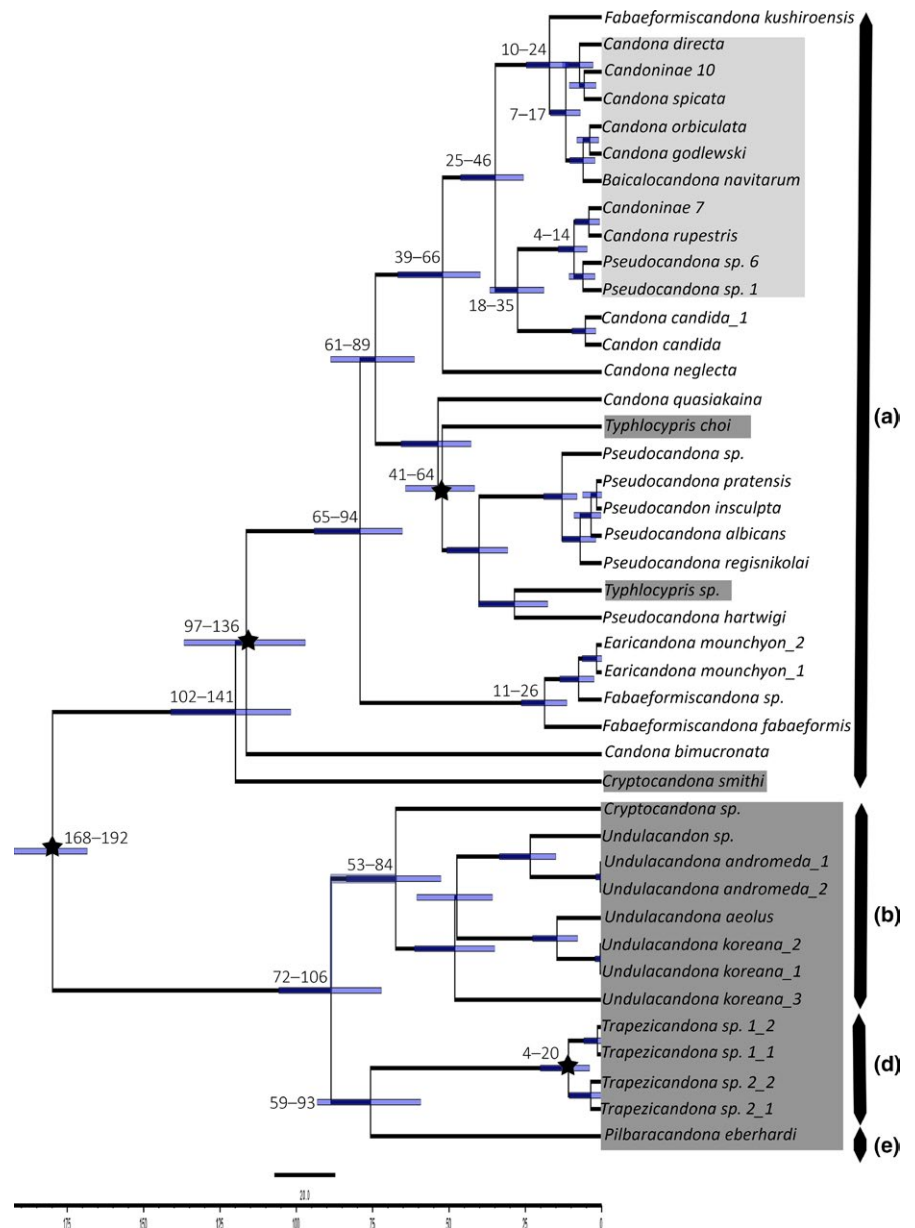 Fabaeformiscandona kushiroensis
10–24
Candona directa
Candoninae 10
Candona spicata
7–17
Candona orbiculata
Candona godlewski
25–46
Baicalocandona navitarum
Candoninae 7
4–14
Candona rupestris
39–66
Pseudocandona sp. 6
Pseudocandona sp. 1
18–35
Candona candida_1
Candon candida
61–89
Candona neglecta
Candona quasiakaina
(a)
Typhlocypris choi
Pseudocandona sp.
41–64
Pseudocandona pratensis
Pseudocandon insculpta
65–94
Pseudocandona albicans
Pseudocandona regisnikolai
Typhlocypris sp.
Pseudocandona hartwigi
97–136
Earicandona mounchyon_2
Earicandona mounchyon_1
102–141
11–26
Fabaeformiscandona sp.
Fabaeformiscandona fabaeformis
Candona bimucronata
Cryptocandona smithi
Cryptocandona sp.
168–192
Undulacandon sp.
53–84
Undulacandona andromeda_1
Undulacandona andromeda_2
(b)
Undulacandona aeolus
Undulacandona koreana_2
72–106
Undulacandona koreana_1
Undulacandona koreana_3
Trapezicandona sp. 1_2
4–20
Trapezicandona sp. 1_1
(d)
Trapezicandona sp. 2_2
59–93
Trapezicandona sp. 2_1
Pilbaracandona eberhardi
(e)
20.0
175 150 125 100 75 50 25 0